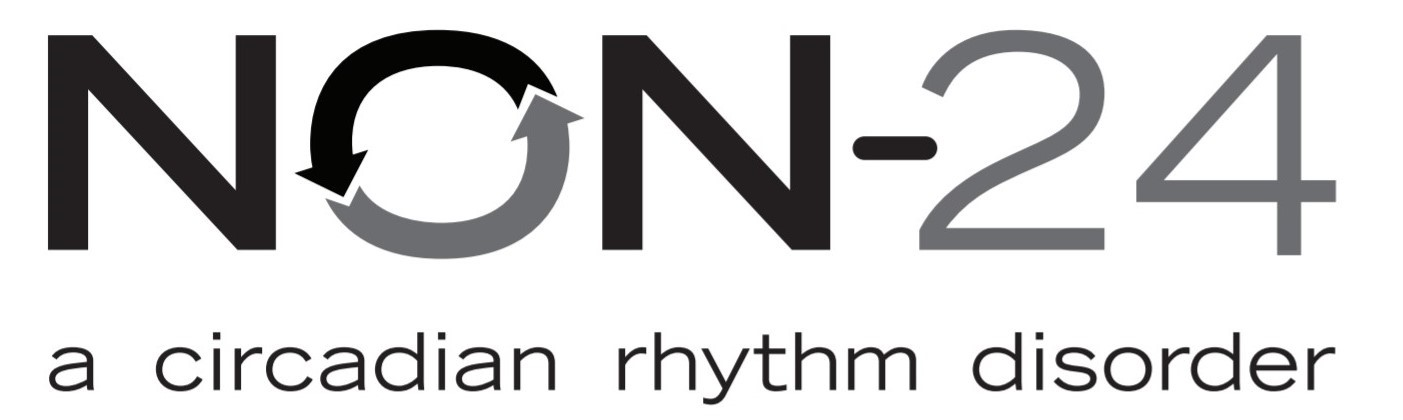 NON-24
a circadian rhythm disorder